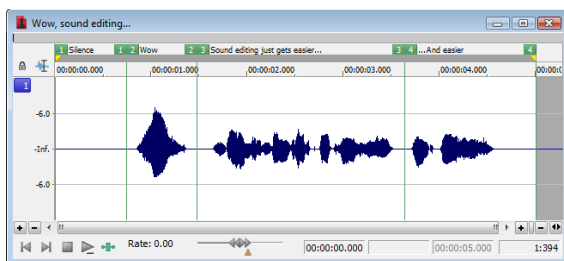 Wow, sound editing...
1 Silence 1 2 Wow 2 3 Sound editing just gets easier... 3 4 ...And easier 4
00:00:00.000 ,00:00:01.000 ,00:00:02.000 ,00:00:03.000 ,00:00:04.000 ,00:00:0
1
-6.0
-Inf.
-6.0
Rate: 0.00 00:00:00.000 00:00:05.000 1:394